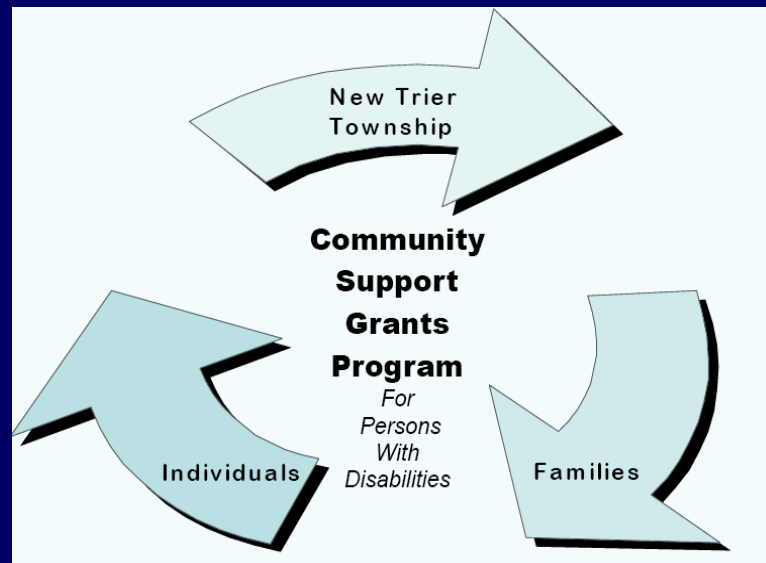 New Trier
Township
Community
Support
Grants
Program
For
Persons
With
Disabilities
Individuals
Families